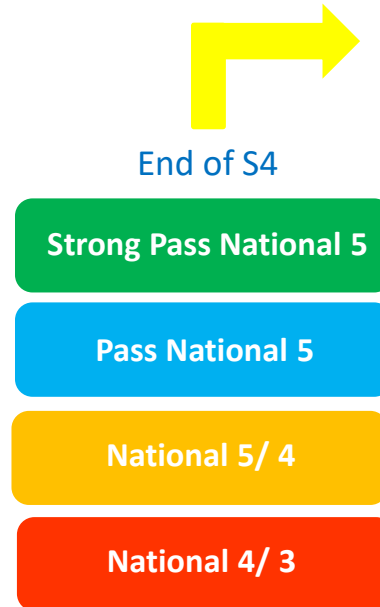 End of S4
Strong Pass National 5
Pass National 5
National 5/ 4
National 4/ 3